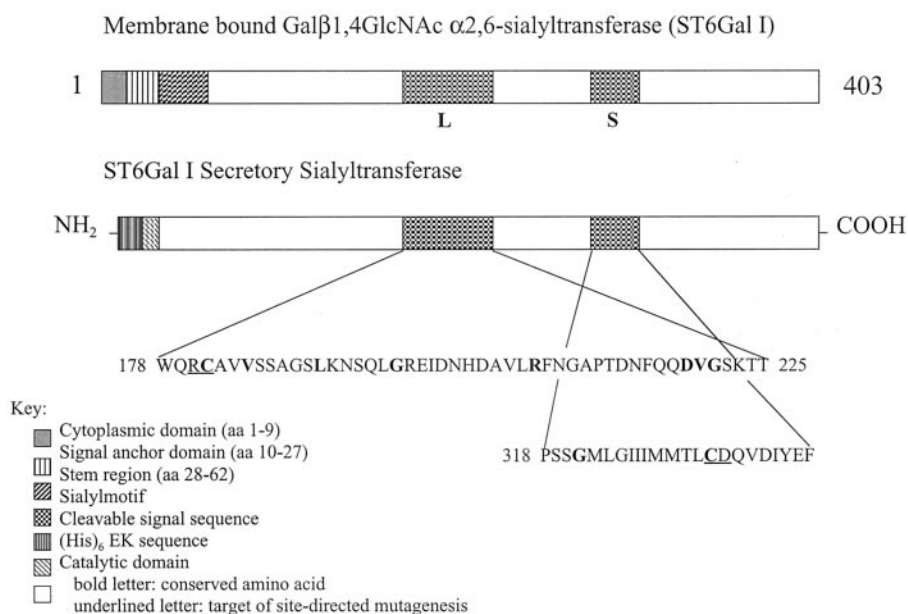 Membrane bound Galβ1,4GlcNAc α2,6-sialyltransferase (ST6Gal I)
1
403
L
S
ST6Gal I Secretory Sialyltransferase
NH2
COOH
178 WQRCAVVSSAGSLKNSQLGREIDNHDAVLRFNGAPTDNFQQDVGSKTT 225
318 PSSGMLGIIIMMTLCDQVDIYEF
Key:
Cytoplasmic domain (aa 1-9)
Signal anchor domain (aa 10-27)
Stem region (aa 28-62)
Sialylmotif
Cleavable signal sequence
(His)6 EK sequence
Catalytic domain
bold letter: conserved amino acid
underlined letter: target of site-directed mutagenesis